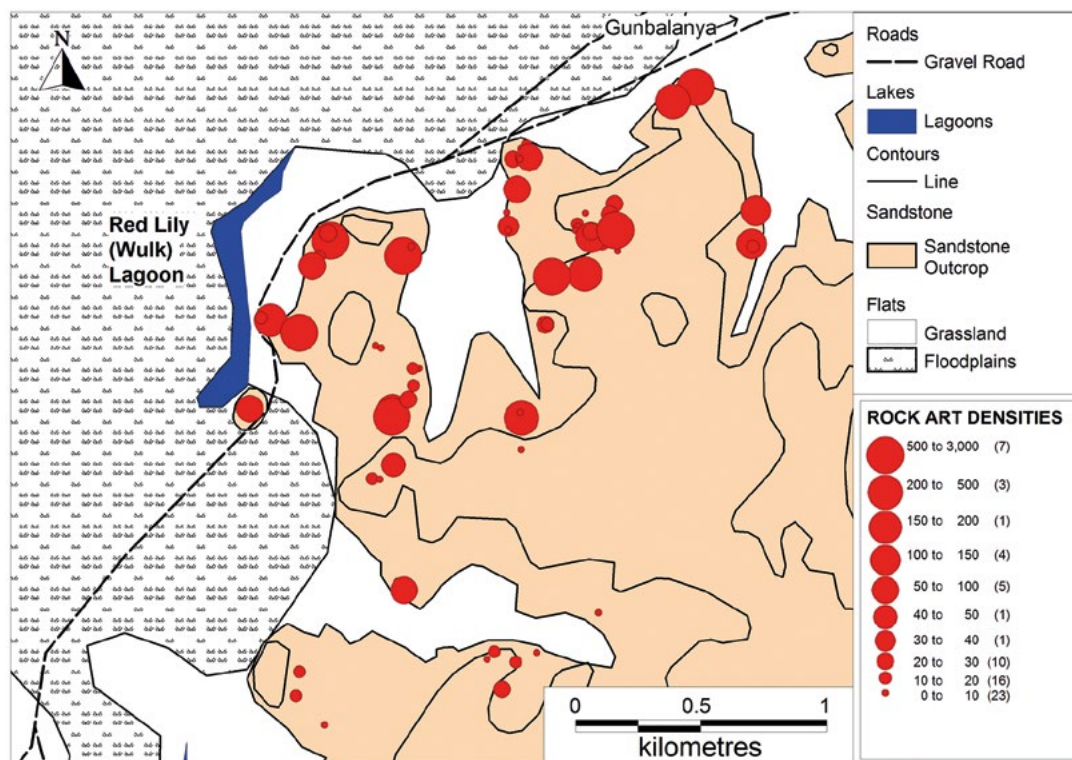 Gunbalanya
N
Red Lily
(Wulk)
Lagoon
0 0.5 1
kilometres
Roads
Gravel Road
Lakes
Lagoons
Contours
Line
Sandstone
Sandstone
Outcrop
Flats
Grassland
Floodplains
ROCK ART DENSITIES
500 to 3,000 (7)
200 to 500 (3)
150 to 200 (1)
100 to 150 (4)
50 to 100 (5)
40 to 50 (1)
30 to 40 (1)
20 to 30 (10)
10 to 20 (16)
0 to 10 (23)